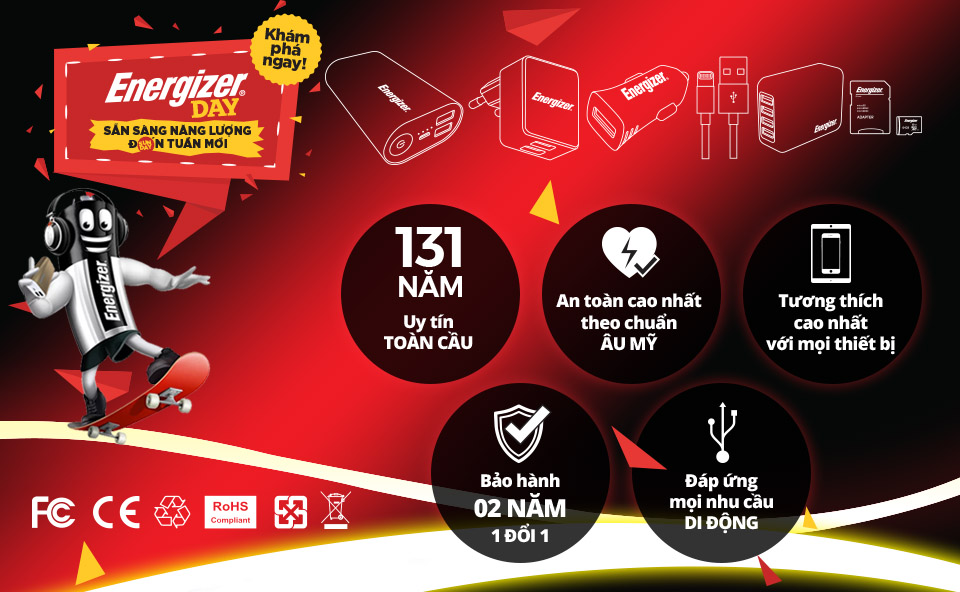 Khám
phá
ngay!
Energizer®
DAY
SẴN SÀNG NĂNG LƯỢNG
ĐÓN TUẦN MỚI
Energizer
Energizer
Energizer
Energizer
Energizer
ADAPTER
Energizer
Energizer
131
NĂM
Uy tín
TOÀN CẦU
An toàn cao nhất
theo chuẩn
ÂU MỸ
Tương thích
cao nhất
với mọi thiết bị
Bảo hành
02 NĂM
1 ĐỔI 1
Đáp ứng
mọi nhu cầu
DI ĐỘNG
FC CE
RoHS
Compliant